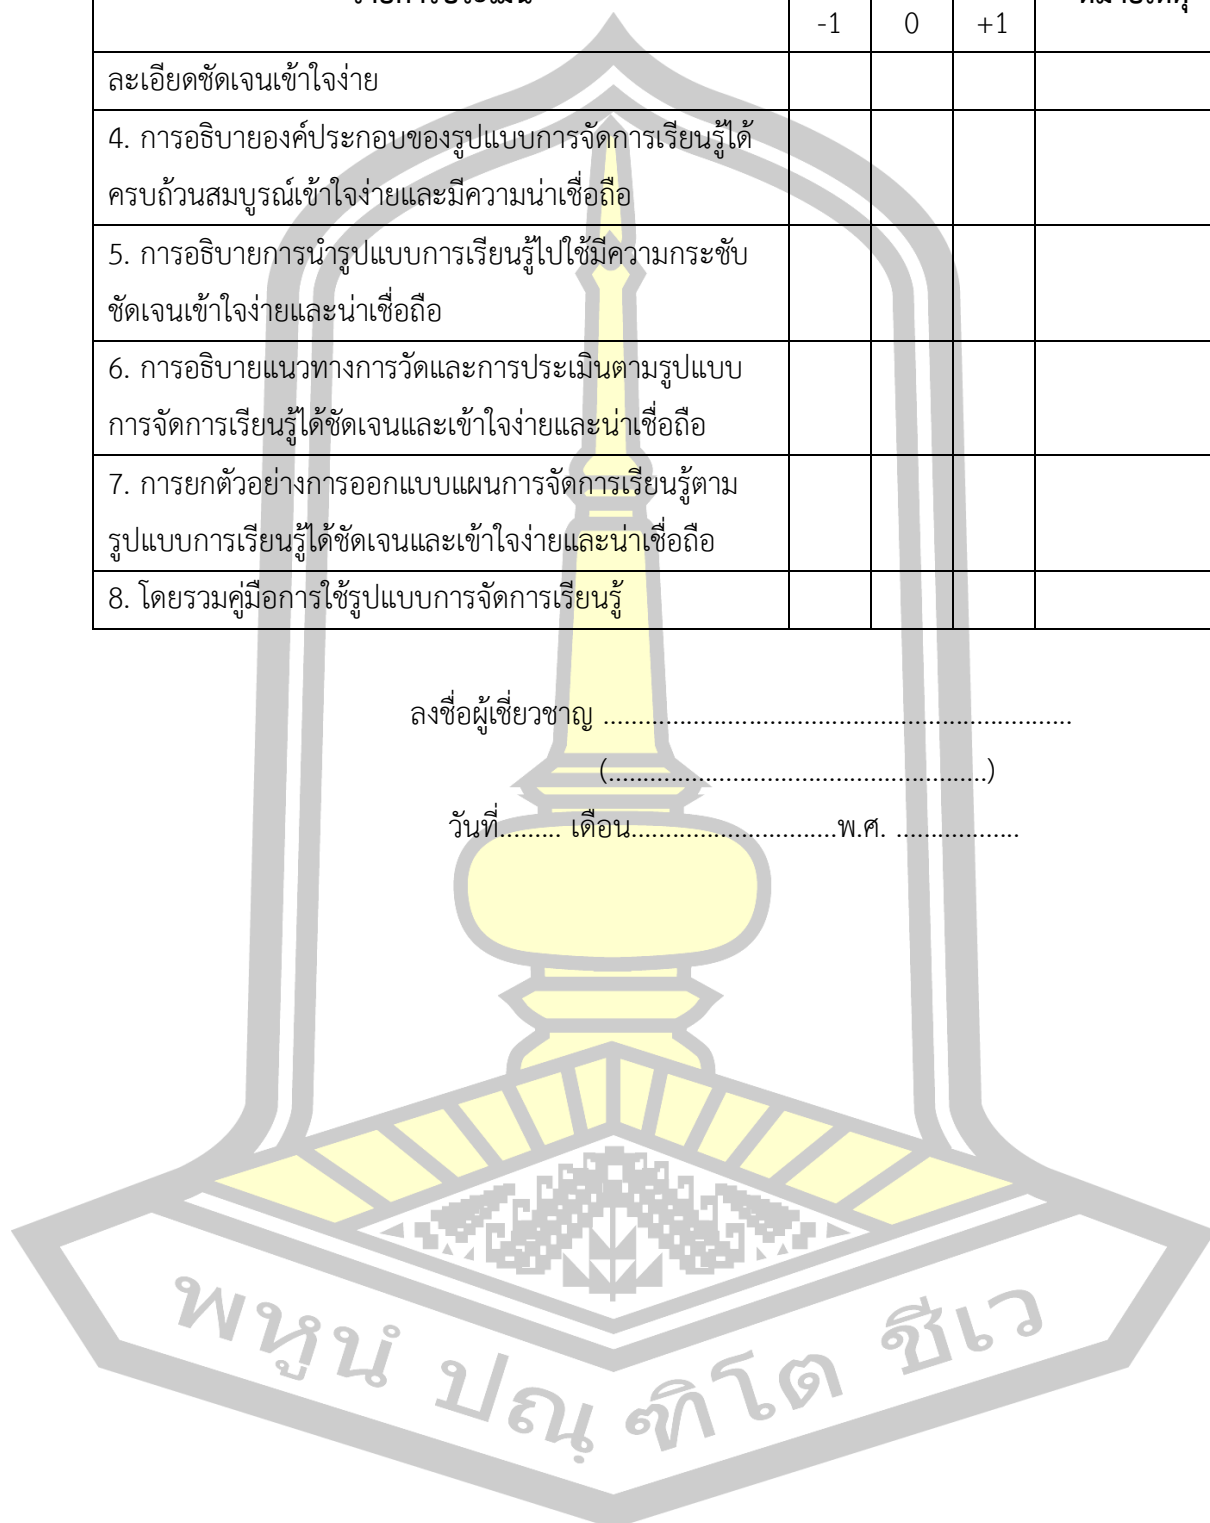 รายการประเมิน
หมายเหตุ
-1 0 +1
ละเอียดชัดเจนเข้าใจง่าย
4. การอธิบายองค์ประกอบของรูปแบบการจัดการเรียนรู้ได้
ครบถ้วนสมบูรณ์เข้าใจง่ายและมีความน่าเชื่อถือ
5. การอธิบายการนำรูปแบบการเรียนรู้ไปใช้มีความกระชับ
ชัดเจนเข้าใจง่ายและน่าเชื่อถือ
6. การอธิบายแนวทางการวัดและการประเมินตามรูปแบบ
การจัดการเรียนรู้ได้ชัดเจนและเข้าใจง่ายและน่าเชื่อถือ
7. การยกตัวอย่างการออกแบบแผนการจัดการเรียนรู้ตาม
รูปแบบการเรียนรู้ได้ชัดเจนและเข้าใจง่ายและน่าเชื่อถือ
8. โดยรวมคู่มือการใช้รูปแบบการจัดการเรียนรู้
ลงชื่อผู้เชี่ยวชาญ ....................................................................
(.......................................................)
วันที่......... เดือน..............................พ.ศ. ..................
พหูนํ ปณฺฑิโต ชีเว